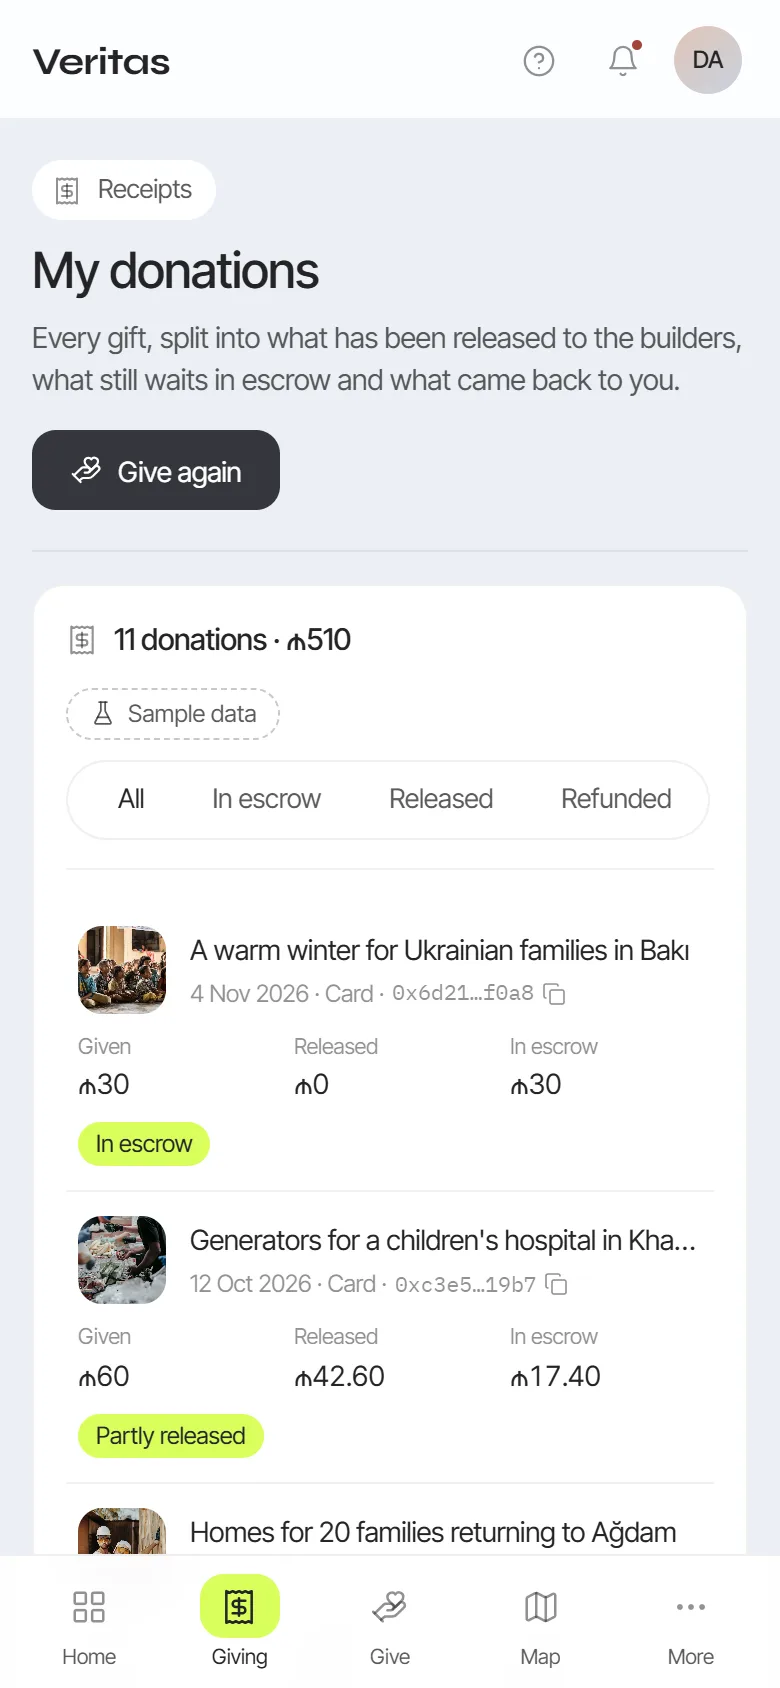 Veritas
DA
Receipts
My donations
Every gift, split into what has been released to the builders,
what still waits in escrow and what came back to you.
Give again
11 donations · ₼510
Sample data
All In escrow Released Refunded
A warm winter for Ukrainian families in Bakı
4 Nov 2026 · Card · 0x6d21…f0a8
Given Released In escrow
₼30 ₼0 ₼30
In escrow
Generators for a children's hospital in Kha…
12 Oct 2026 · Card · 0xc3e5…19b7
Given Released In escrow
₼60 ₼42.60 ₼17.40
Partly released
Homes for 20 families returning to Ağdam
Home Giving Give Map More